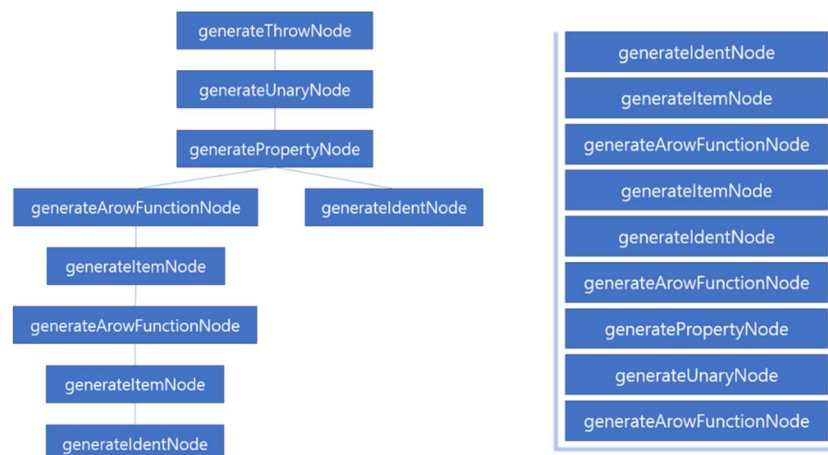 generateThrowNode
generateUnaryNode
generatePropertyNode
generateArowFunctionNode
generateIdentNode
generateItemNode
generateArowFunctionNode
generateItemNode
generateIdentNode
generateIdentNode
generateItemNode
generateArowFunctionNode
generateItemNode
generateIdentNode
generateArowFunctionNode
generatePropertyNode
generateUnaryNode
generateArowFunctionNode